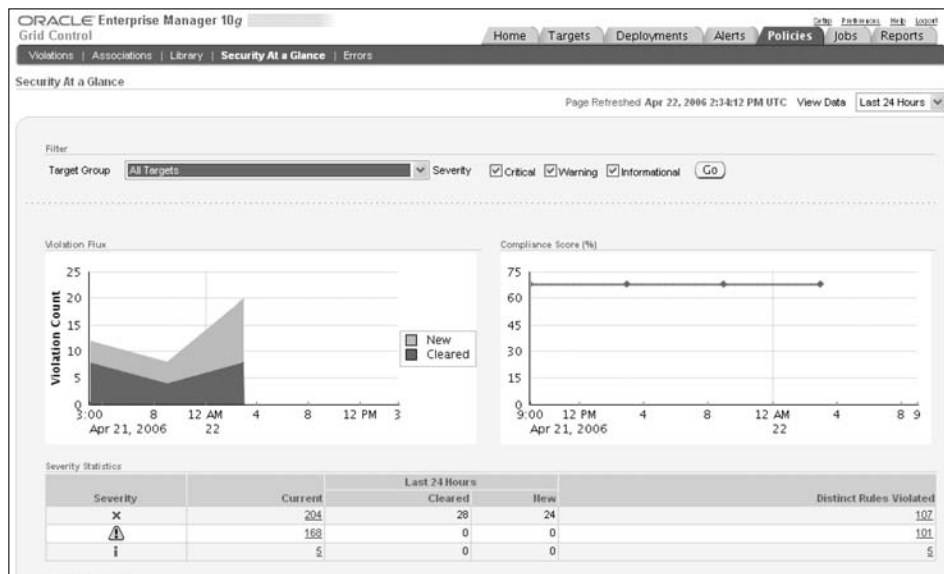 ORACLE Enterprise Manager 10g
Grid Control
Setup Preferences Help Logout
Home Targets Deployments Alerts Policies Jobs Reports
Violations | Associations | Library | Security At a Glance | Errors
Security At a Glance
Page Refreshed Apr 22, 2006 2:34:12 PM UTC View Data Last 24 Hours
Filter
Target Group All Targets Severity Critical Warning Informational Go
Violation Flux
25
20
15
10
5
0
Violation Count
3:00 8 12 AM 4 8 12 PM 3
Apr 21, 2006 22
New
Cleared
Compliance Score (%)
75
60
45
30
15
0
9:00 12 PM 4 8 12 AM 4 8 9
Apr 21, 2006 22
Severity Statistics
Last 24 Hours
Severity Current Cleared New Distinct Rules Violated
204 28 24 107
168 0 0 101
5 0 0 5